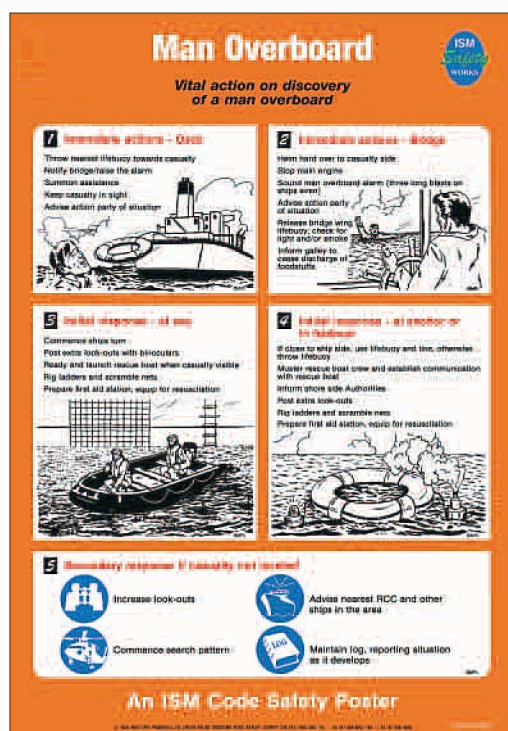 Man Overboard
ISM
Safety
WORKS
Vital action on discovery
of a man overboard
1 Immediate actions - Deck
Throw nearest lifebuoy towards casualty
Notify bridge/raise the alarm
Summon assistance
Keep casualty in sight
Advise action party of situation
2 Immediate actions - Bridge
Helm hard over to casualty side
Stop main engine
Sound man overboard alarm (three long blasts on
ships siren)
Advise action party
of situation
Release bridge wing
lifebuoy; check for
light and/or smoke
Inform galley to
cease discharge of
foodstuffs
3 Initial response - at sea
Commence ships turn
Post extra look-outs with binoculars
Ready and launch rescue boat when casualty visible
Rig ladders and scramble nets
Prepare first aid station, equip for resuscitation
4 Initial response - at anchor or
in harbour
If close to ship side, use lifebuoy and line, otherwise
throw lifebuoy
Muster rescue boat crew and establish communication
with rescue boat
Inform shore side Authorities
Post extra look-outs
Rig ladders and scramble nets
Prepare first aid station, equip for resuscitation
5 Secondary response if casualty not located
Increase look-outs
Commence search pattern
Advise nearest RCC and other
ships in the area
LOG
Maintain log, reporting situation
as it develops
An ISM Code Safety Poster